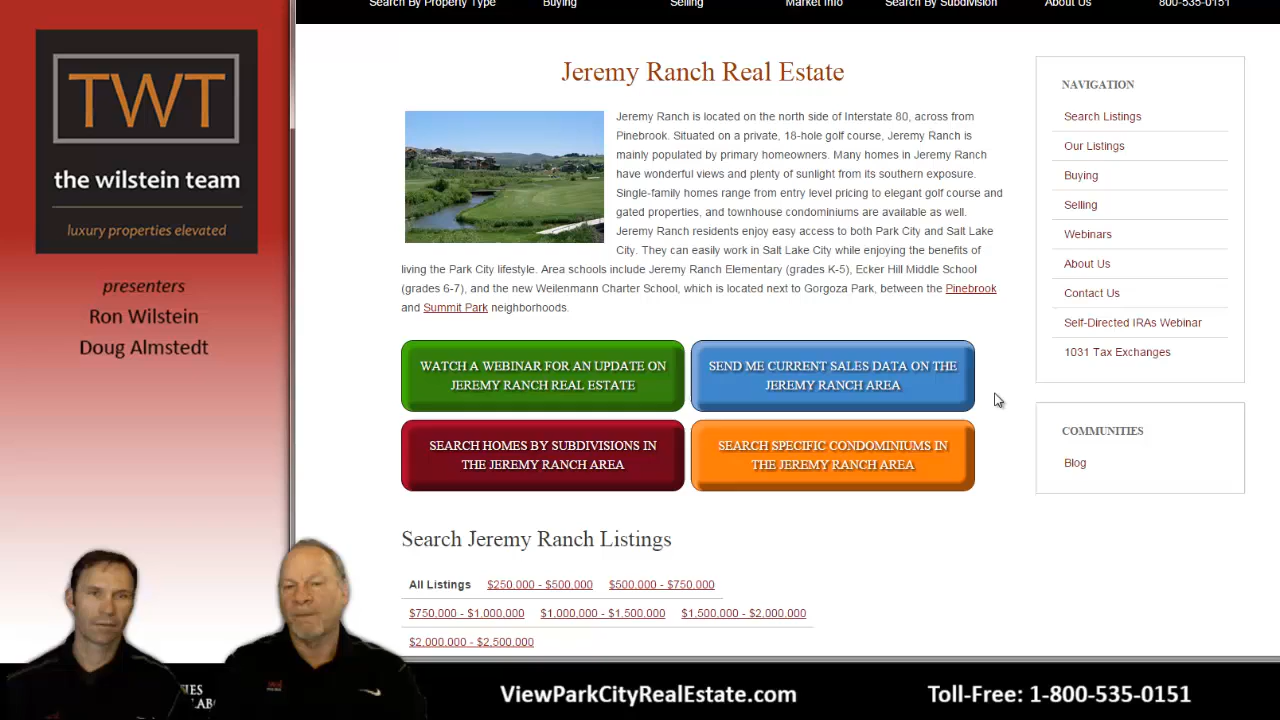 Search By Property Type Buying Selling Market Info Search By Subdivision About Us 800-535-0151
TWT
the wilstein team
luxury properties elevated
presenters
Ron Wilstein
Doug Almstedt
Jeremy Ranch Real Estate
Jeremy Ranch is located on the north side of Interstate 80, across from
Pinebrook. Situated on a private, 18-hole golf course, Jeremy Ranch is
mainly populated by primary homeowners. Many homes in Jeremy Ranch
have wonderful views and plenty of sunlight from its southern exposure.
Single-family homes range from entry level pricing to elegant golf course and
gated properties, and townhouse condominiums are available as well.
Jeremy Ranch residents enjoy easy access to both Park City and Salt Lake
City. They can easily work in Salt Lake City while enjoying the benefits of
living the Park City lifestyle. Area schools include Jeremy Ranch Elementary (grades K-5), Ecker Hill Middle School
(grades 6-7), and the new Weilenmann Charter School, which is located next to Gorgoza Park, between the Pinebrook
and Summit Park neighborhoods.
WATCH A WEBINAR FOR AN UPDATE ON
JEREMY RANCH REAL ESTATE
SEND ME CURRENT SALES DATA ON THE
JEREMY RANCH AREA
SEARCH HOMES BY SUBDIVISIONS IN
THE JEREMY RANCH AREA
SEARCH SPECIFIC CONDOMINIUMS IN
THE JEREMY RANCH AREA
Search Jeremy Ranch Listings
All Listings $250,000 - $500,000 $500,000 - $750,000
$750,000 - $1,000,000 $1,000,000 - $1,500,000 $1,500,000 - $2,000,000
$2,000,000 - $2,500,000
NAVIGATION
Search Listings
Our Listings
Buying
Selling
Webinars
About Us
Contact Us
Self-Directed IRAs Webinar
1031 Tax Exchanges
COMMUNITIES
Blog
ViewParkCityRealEstate.com Toll-Free: 1-800-535-0151